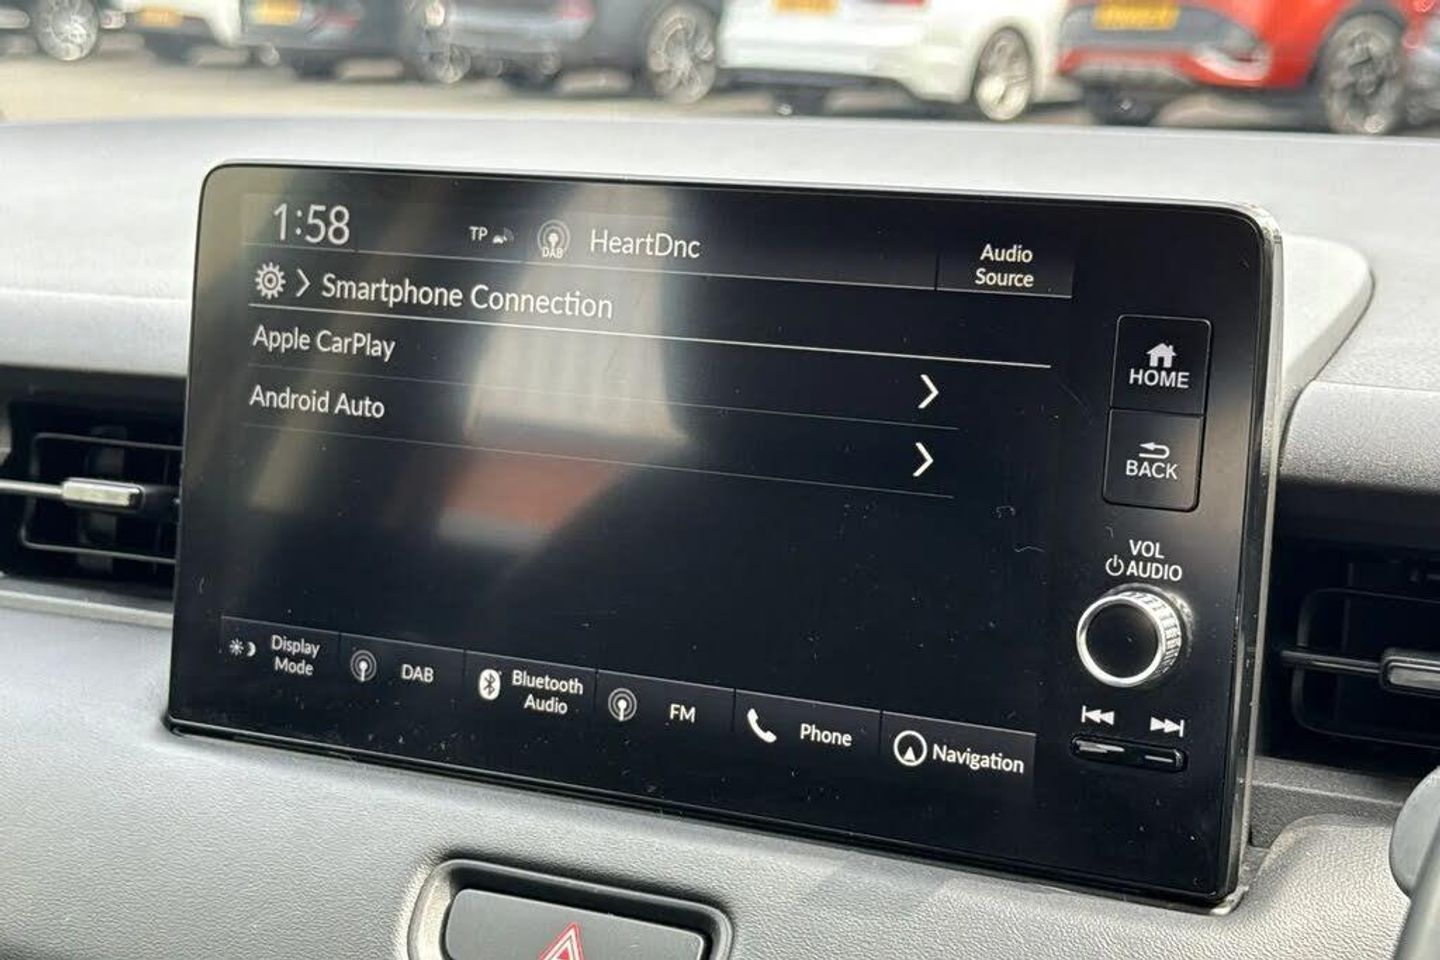 1:58
TP
DAB
HeartDnc
Audio
Source
Smartphone Connection
Apple CarPlay
Android Auto
HOME
BACK
VOL
AUDIO
Display
Mode
DAB
Bluetooth
Audio
FM
Phone
Navigation